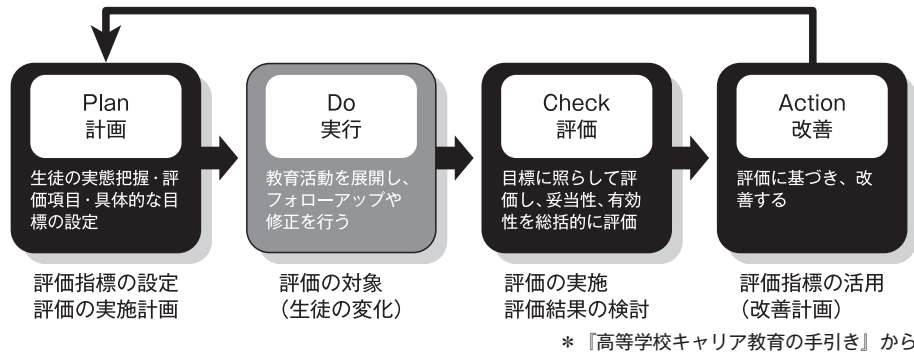 Plan
計画
生徒の実態把握・評
価項目・具体的な目
標の設定
評価指標の設定
評価の実施計画
Do
実行
教育活動を展開し、
フォローアップや
修正を行う
評価の対象
（生徒の変化）
Check
評価
目標に照らして評
価し、妥当性、有効
性を総括的に評価
評価の実施
評価結果の検討
Action
改善
評価に基づき、改
善する
評価指標の活用
（改善計画）
＊『高等学校キャリア教育の手引き』から